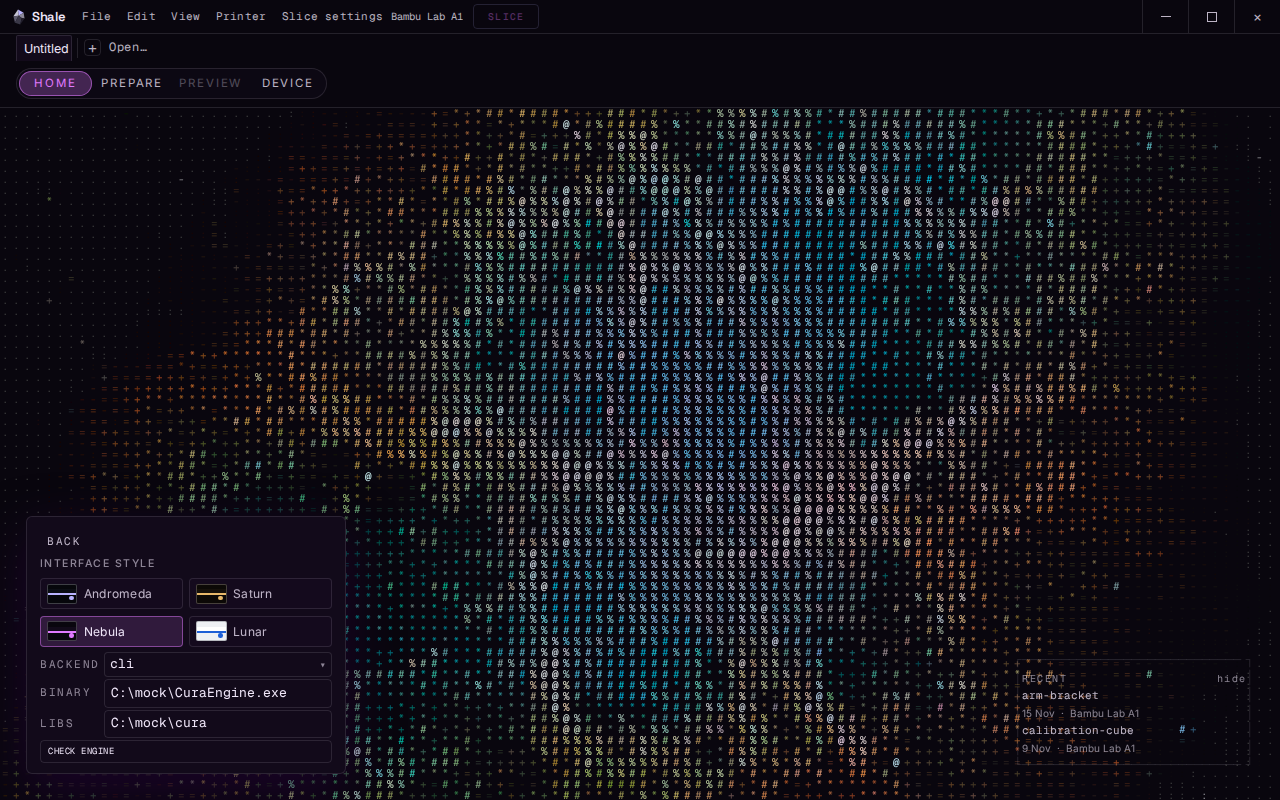 Shale File Edit View Printer Slice settings Bambu Lab A1 SLICE
Untitled + Open…
HOME PREPARE PREVIEW DEVICE
BACK
INTERFACE STYLE
Andromeda Saturn
Nebula Lunar
BACKEND cli
BINARY C:\mock\CuraEngine.exe
LIBS C:\mock\cura
CHECK ENGINE
RECENT hide
arm-bracket
15 Nov · Bambu Lab A1
calibration-cube
9 Nov · Bambu Lab A1